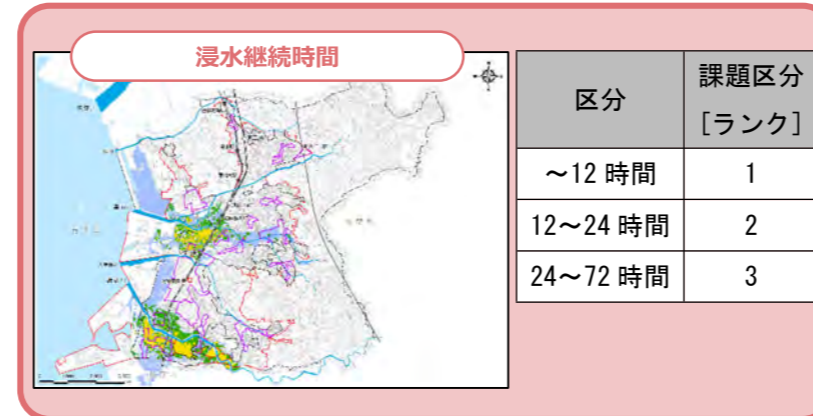 浸水継続時間
区分
課題区分
[ランク]
~12 時間
1
12~24 時間
2
24~72 時間
3